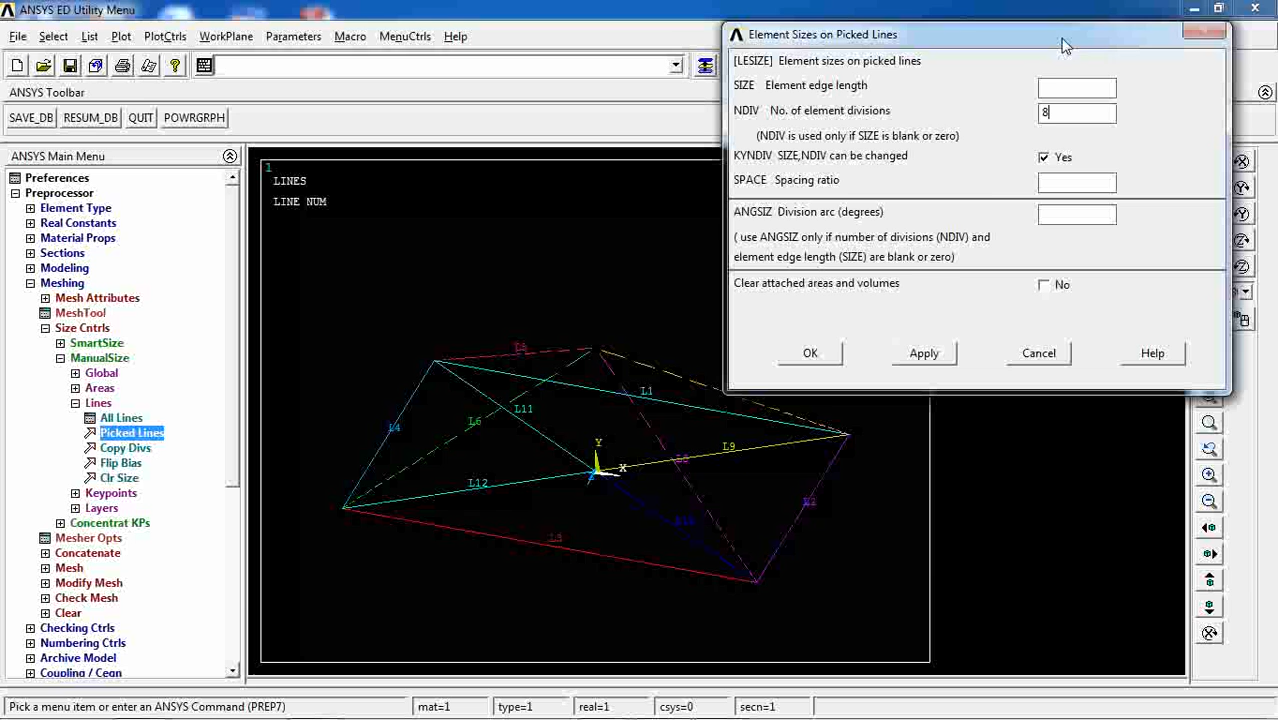 ANSYS ED Utility Menu
File Select List Plot PlotCtrls WorkPlane Parameters Macro MenuCtrls Help
ANSYS Toolbar
SAVE_DB RESUM_DB QUIT PWRGRPH
ANSYS Main Menu
Preferences
Preprocessor
Element Type
Real Constants
Material Props
Sections
Modeling
Meshing
Mesh Attributes
MeshTool
Size Cntrls
SmartSize
ManualSize
Global
Areas
Lines
All Lines
Picked Lines
Copy Divs
Flip Bias
Clr Size
Keypoints
Layers
Concentrat KPs
Mesher Opts
Concatenate
Mesh
Modify Mesh
Check Mesh
Clear
Checking Ctrls
Numbering Ctrls
Archive Model
Coupling / Ceqn
1
LINES
LINE NUM
L1
L11
L6
L4
L9
Y
X
L12
Element Sizes on Picked Lines
[LESIZE] Element sizes on picked lines
SIZE Element edge length
NDIV No. of element divisions 8
(NDIV is used only if SIZE is blank or zero)
KYNDIV SIZE,NDIV can be changed Yes
SPACE Spacing ratio
ANGSIZ Division arc (degrees)
( use ANGSIZ only if number of divisions (NDIV) and
element edge length (SIZE) are blank or zero)
Clear attached areas and volumes No
OK Apply Cancel Help
Pick a menu item or enter an ANSYS Command (PREP7) mat=1 type=1 real=1 csys=0 secn=1